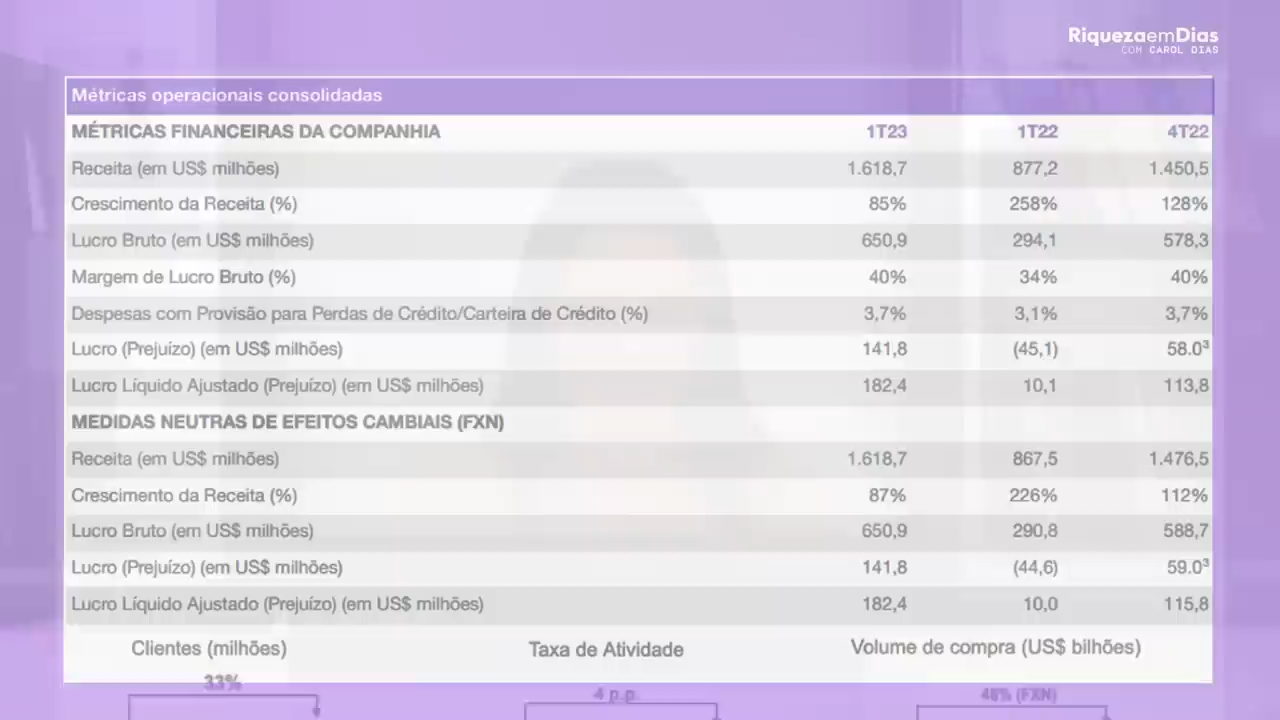 RiquezaemDias
COM CAROL DIAS
Métricas operacionais consolidadas
MÉTRICAS FINANCEIRAS DA COMPANHIA 1T23 1T22 4T22
Receita (em US$ milhões) 1.618,7 877,2 1.450,5
Crescimento da Receita (%) 85% 258% 128%
Lucro Bruto (em US$ milhões) 650,9 294,1 578,3
Margem de Lucro Bruto (%) 40% 34% 40%
Despesas com Provisão para Perdas de Crédito/Carteira de Crédito (%) 3,7% 3,1% 3,7%
Lucro (Prejuízo) (em US$ milhões) 141,8 (45,1) 58.0³
Lucro Líquido Ajustado (Prejuízo) (em US$ milhões) 182,4 10,1 113,8
MEDIDAS NEUTRAS DE EFEITOS CAMBIAIS (FXN)
Receita (em US$ milhões) 1.618,7 867,5 1.476,5
Crescimento da Receita (%) 87% 226% 112%
Lucro Bruto (em US$ milhões) 650,9 290,8 588,7
Lucro (Prejuízo) (em US$ milhões) 141,8 (44,6) 59.0³
Lucro Líquido Ajustado (Prejuízo) (em US$ milhões) 182,4 10,0 115,8
Clientes (milhões) Taxa de Atividade Volume de compra (US$ bilhões)
33% 4 p.p. 46% (FXN)